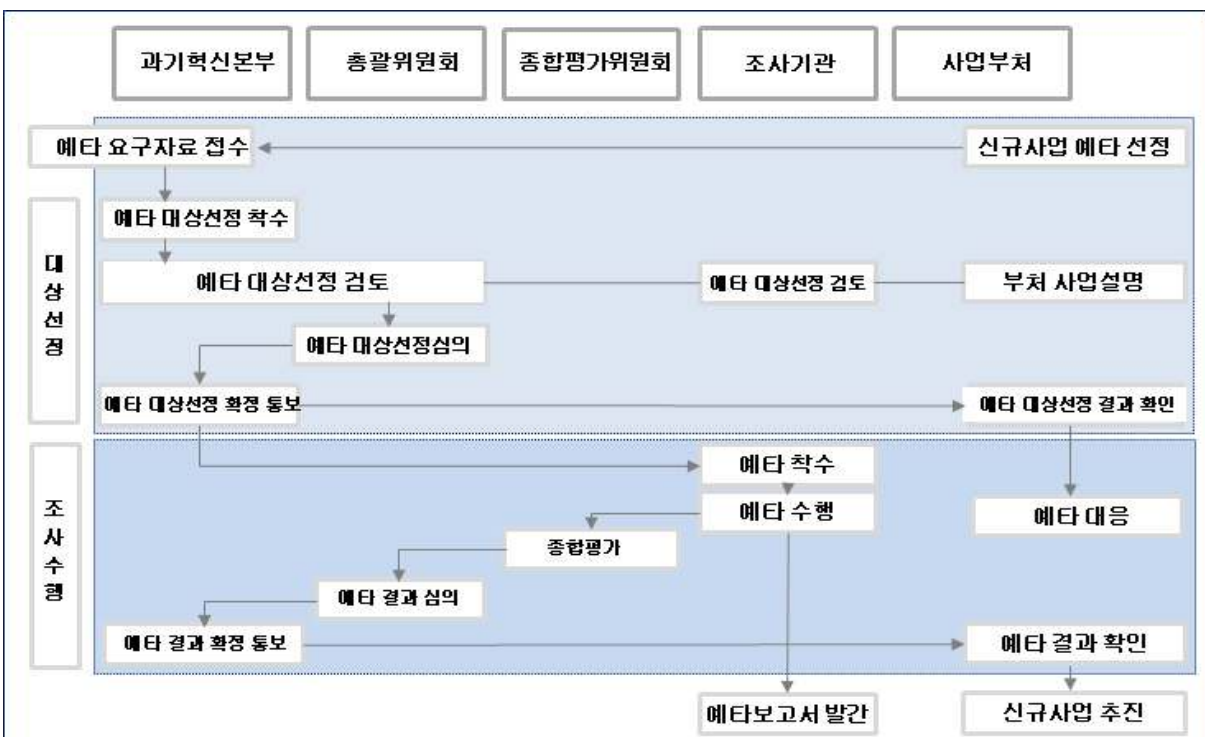 과기혁신본부 총괄위원회 종합평가위원회 조사기관 사업부처
예타 요구자료 접수 신규사업 예타 선정
예타 대상선정 착수
대상선정
예타 대상선정 검토 예타 대상선정 검토 부처 사업설명
예타 대상선정심의
예타 대상선정 확정 통보 예타 대상선정 결과 확인
조사수행
예타 착수
예타 수행 예타 대응
종합평가
예타 결과 심의
예타 결과 확정 통보 예타 결과 확인
예타보고서 발간 신규사업 추진